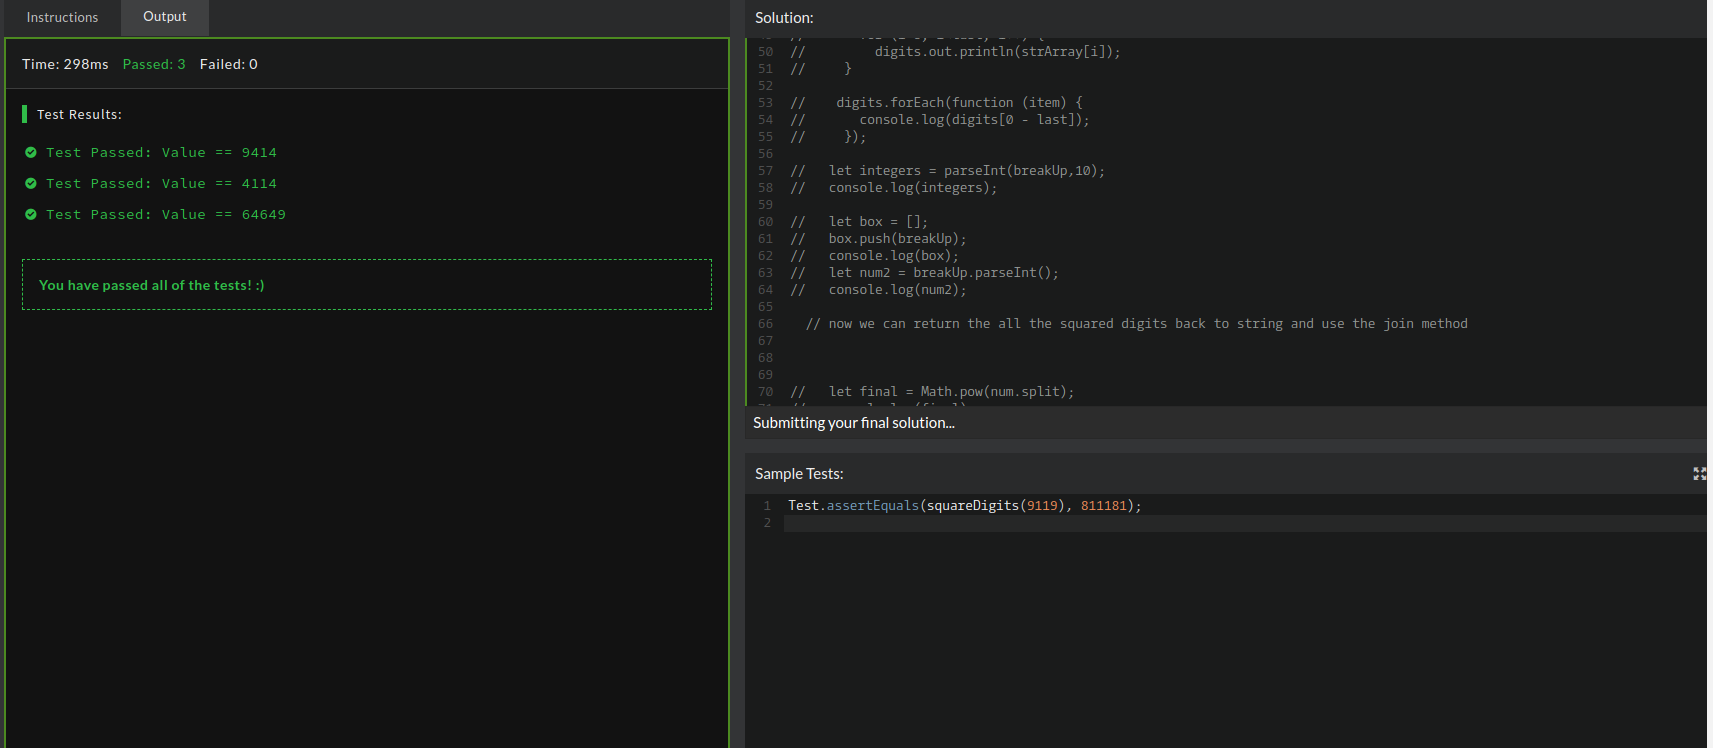 Instructions
Output
Time: 298ms Passed: 3 Failed: 0
Test Results:
Test Passed: Value == 9414
Test Passed: Value == 4114
Test Passed: Value == 64649
You have passed all of the tests! :)
Solution:
50 // digits.out.println(strArray[i]);
51 // }
52
53 // digits.forEach(function (item) {
54 // console.log(digits[0 - last]);
55 // });
56
57 // let integers = parseInt(breakUp,10);
58 // console.log(integers);
59
60 // let box = [];
61 // box.push(breakUp);
62 // console.log(box);
63 // let num2 = breakUp.parseInt();
64 // console.log(num2);
65
66 // now we can return the all the squared digits back to string and use the join method
67
68
69
70 // let final = Math.pow(num.split);
Submitting your final solution...
Sample Tests:
1 Test.assertEquals(squareDigits(9119), 811181);
2